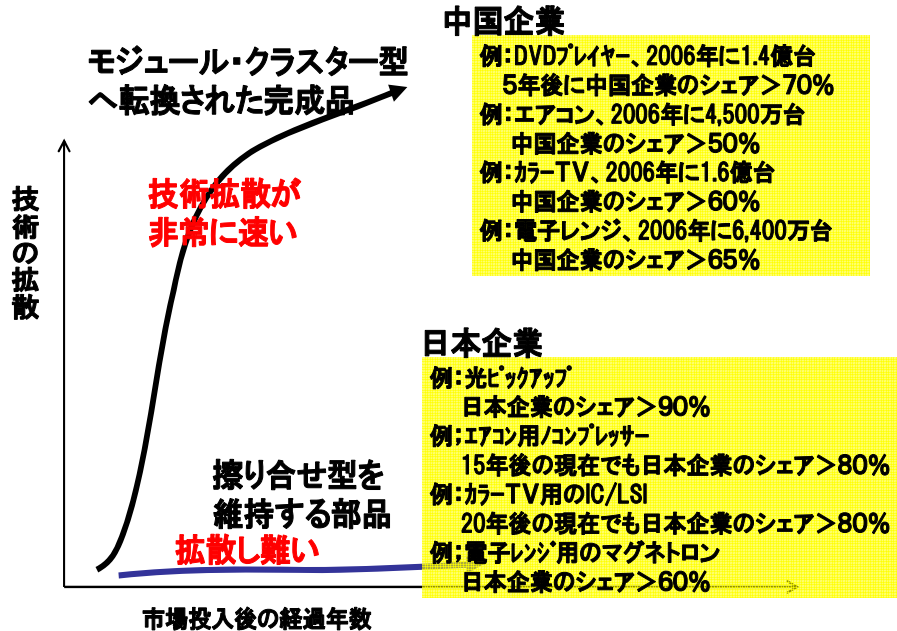 中国企業
例：DVDﾌﾟﾚｲﾔｰ、2006年に1.4億台
5年後に中国企業のシェア＞70％
例：エアコン、2006年に4,500万台
中国企業のシェア＞50％
例：ｶﾗｰＴＶ、2006年に1.6億台
中国企業のシェア＞60％
例：電子レンジ、2006年に6,400万台
中国企業のシェア＞65％
モジュール・クラスター型
へ転換された完成品
技術拡散が
非常に速い
技術の拡散
日本企業
例：光ﾋﾟｯｸｱｯﾌﾟ
日本企業のシェア＞90％
例；ｴｱｺﾝ用ﾉｺﾝﾌﾟﾚｯｻｰ
15年後の現在でも日本企業のシェア＞80％
例：ｶﾗｰＴＶ用のIC/LSI
20年後の現在でも日本企業のシェア＞80％
例；電子ﾚﾝｼﾞ用のマグネトロン
日本企業のシェア＞60％
擦り合せ型を
維持する部品
拡散し難い
市場投入後の経過年数